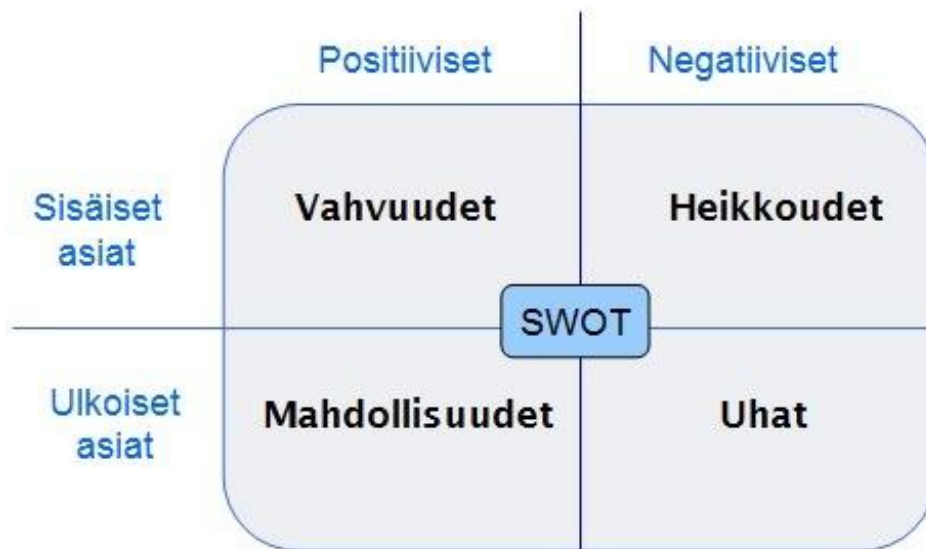 Positiiviset Negatiiviset
Sisäiset
asiat
Vahvuudet Heikkoudet
SWOT
Ulkoiset
asiat
Mahdollisuudet Uhat